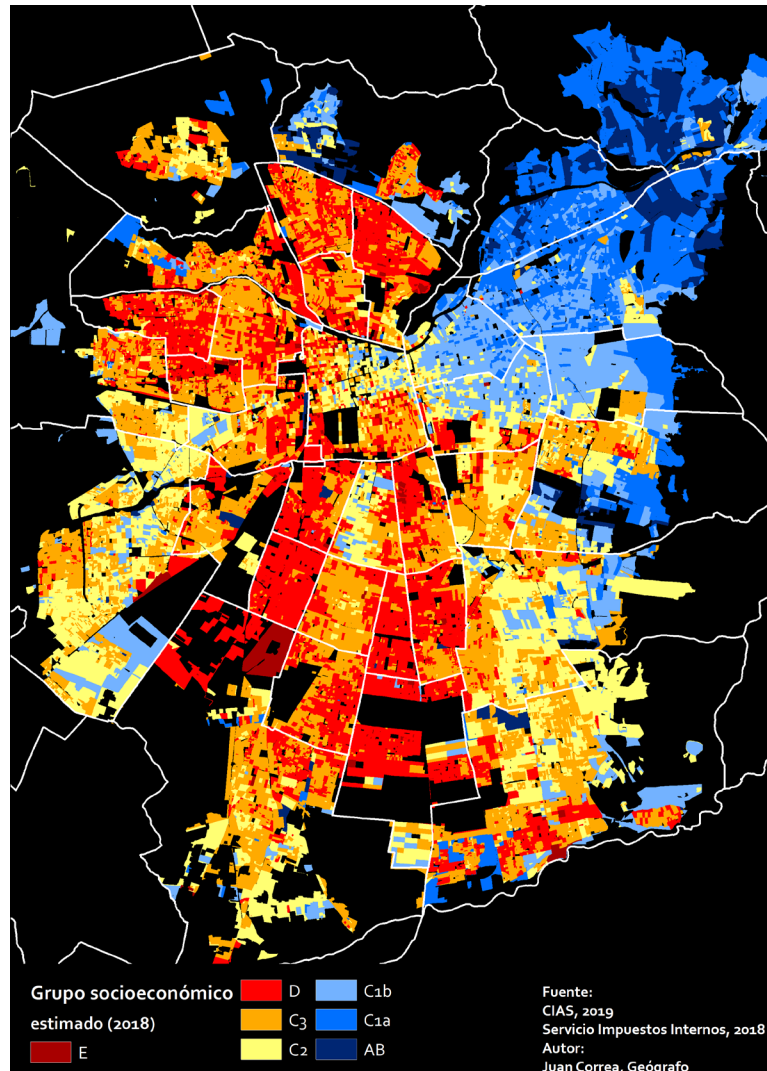 Grupo socioeconómico
estimado (2018)
E
D
C3
C2
C1b
C1a
AB
Fuente:
CIAS, 2019
Servicio Impuestos Internos, 2018
Autor:
Juan Correa, Geógrafo